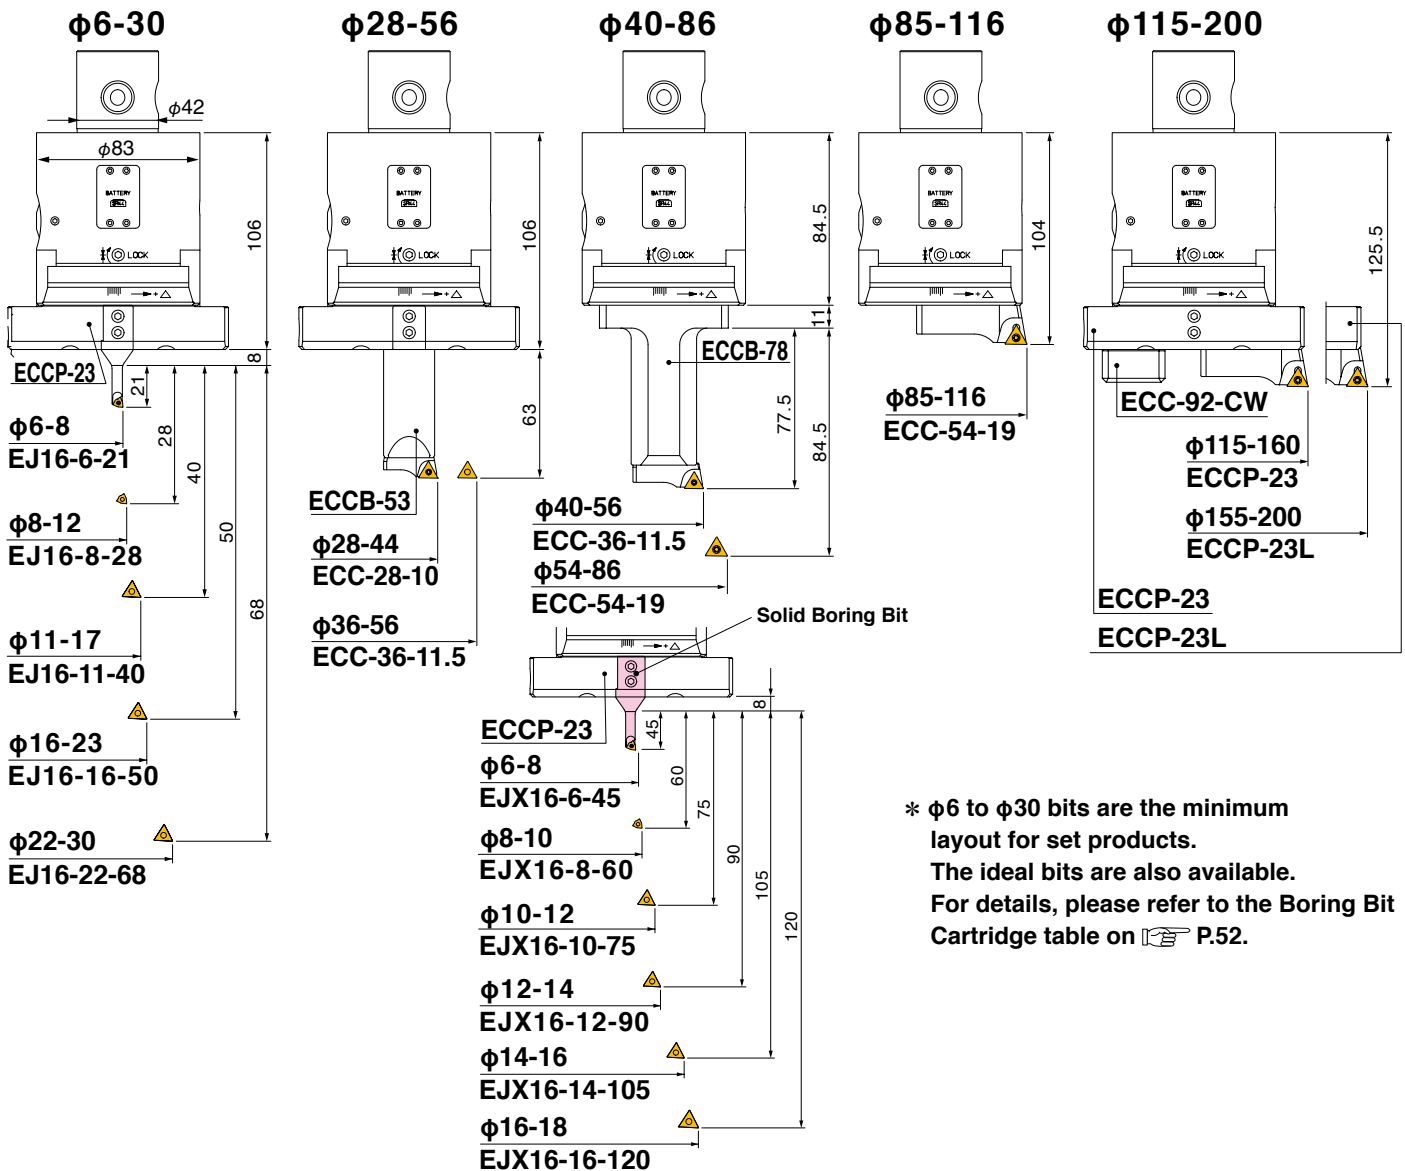 φ6-30
φ28-56
φ40-86
φ85-116
φ115-200
φ42
φ83
BATTERY
LOCK
+
106
8
ECCP-23
21
28
40
50
68
φ6-8
EJ16-6-21
φ8-12
EJ16-8-28
φ11-17
EJ16-11-40
φ16-23
EJ16-16-50
φ22-30
EJ16-22-68
BATTERY
LOCK
+
106
63
ECCB-53
φ28-44
ECC-28-10
φ36-56
ECC-36-11.5
BATTERY
LOCK
+
84.5
11
ECCB-78
77.5
84.5
φ40-56
ECC-36-11.5
φ54-86
ECC-54-19
Solid Boring Bit
+
8
ECCP-23
45
60
75
90
105
120
φ6-8
EJX16-6-45
φ8-10
EJX16-8-60
φ10-12
EJX16-10-75
φ12-14
EJX16-12-90
φ14-16
EJX16-14-105
φ16-18
EJX16-16-120
BATTERY
LOCK
+
104
φ85-116
ECC-54-19
BATTERY
LOCK
+
125.5
ECC-92-CW
φ115-160
ECCP-23
φ155-200
ECCP-23L
ECCP-23
ECCP-23L
* φ6 to φ30 bits are the minimum
layout for set products.
The ideal bits are also available.
For details, please refer to the Boring Bit
Cartridge table on ☞ P.52.